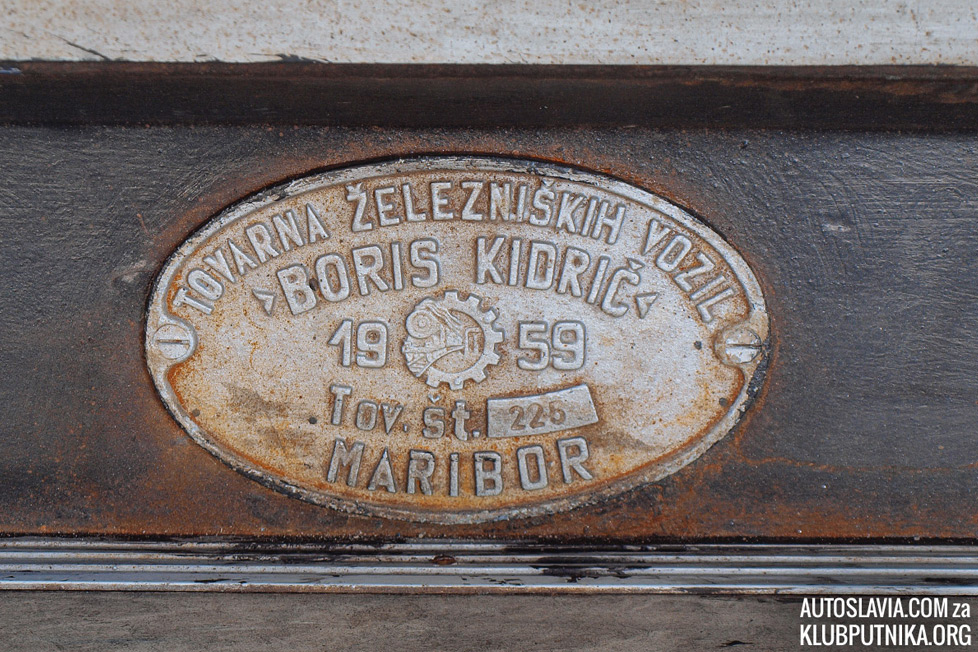 TOVARNA ŽELEZNIŠKIH VOZIL
>BORIS KIDRIČ<
19 59
Tov. št. 225
MARIBOR
AUTOSLAVIA.COM za
KLUBPUTNIKA.ORG